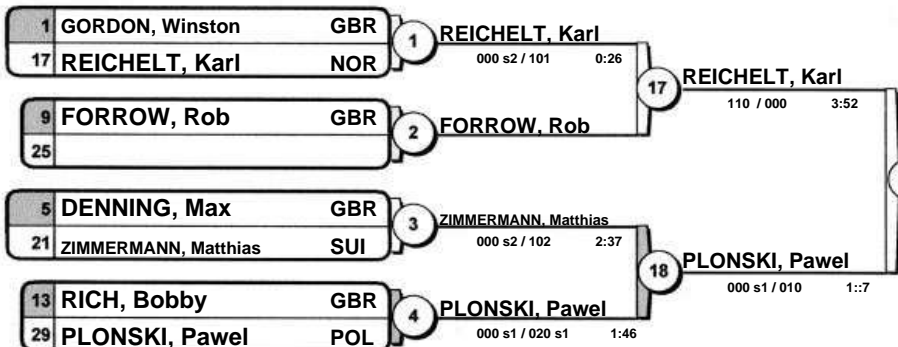 1 GORDON, Winston GBR
17 REICHELT, Karl NOR
1 REICHELT, Karl
000 s2 / 101 0:26
9 FORROW, Rob GBR
25
2 FORROW, Rob
17 REICHELT, Karl
110 / 000 3:52
5 DENNING, Max GBR
21 ZIMMERMANN, Matthias SUI
3 ZIMMERMANN, Matthias
000 s2 / 102 2:37
13 RICH, Bobby GBR
29 PLONSKI, Pawel POL
4 PLONSKI, Pawel
000 s1 / 020 s1 1:46
18 PLONSKI, Pawel
000 s1 / 010 1::7